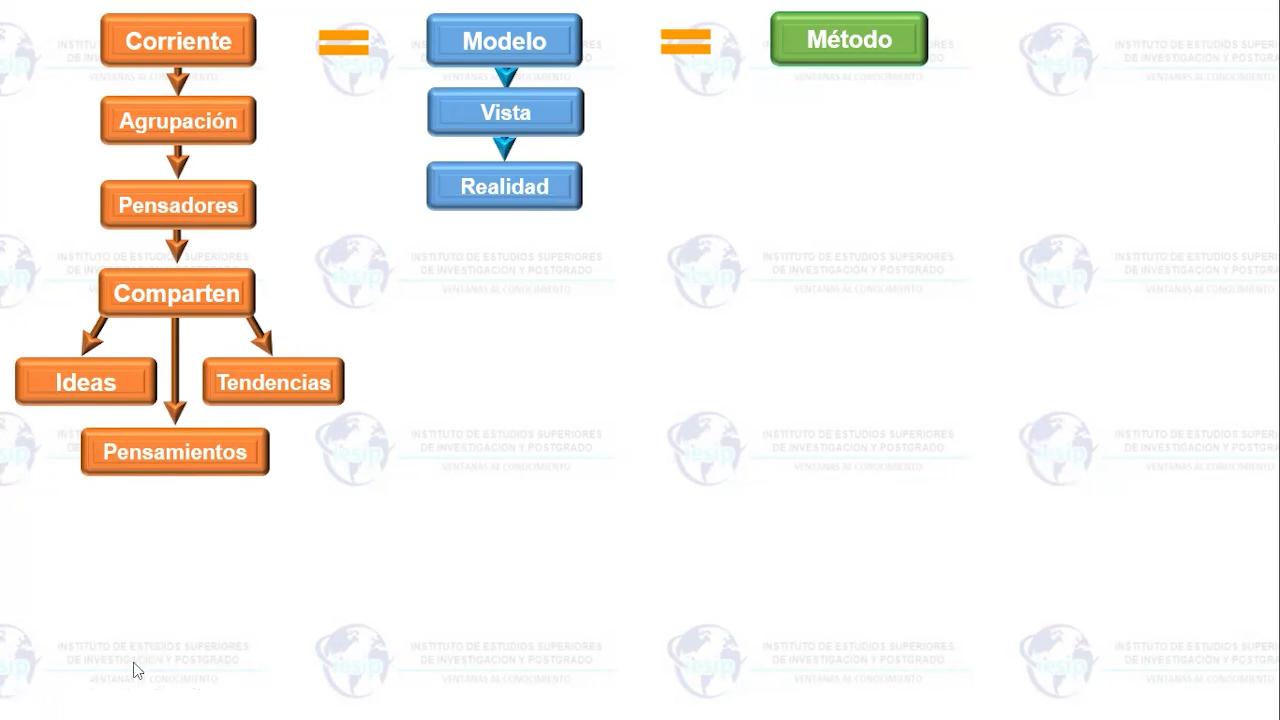 Corriente
Modelo
Método
Agrupación
Vista
Pensadores
Realidad
Comparten
Ideas
Tendencias
Pensamientos
INSTITUTO DE ESTUDIOS SUPERIORES
DE INVESTIGACION Y POSTGRADO
VENTANAS AL CONOCIMIENTO
iesip